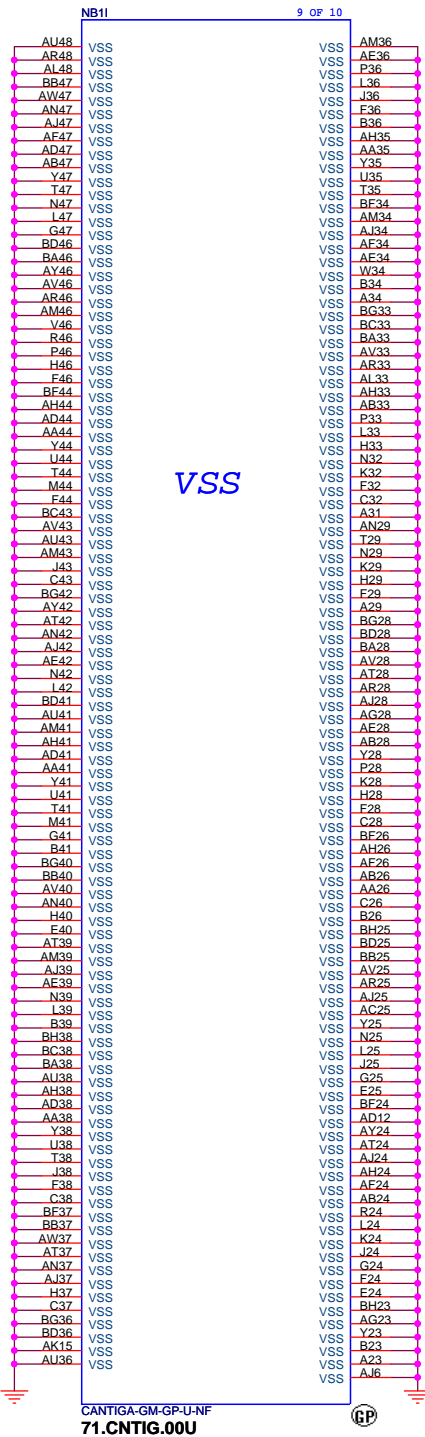 NB1I 9 OF 10
AU48 VSS VSS AM36
AR48 VSS VSS AE36
AL48 VSS VSS P36
BB47 VSS VSS L36
AW47 VSS VSS J36
AN47 VSS VSS F36
AJ47 VSS VSS B36
AF47 VSS VSS AH35
AD47 VSS VSS AA35
AB47 VSS VSS Y35
Y47 VSS VSS U35
T47 VSS VSS T35
N47 VSS VSS BF34
L47 VSS VSS AM34
G47 VSS VSS AJ34
BD46 VSS VSS AF34
BA46 VSS VSS AE34
AY46 VSS VSS W34
AV46 VSS VSS B34
AR46 VSS VSS A34
AM46 VSS VSS BG33
V46 VSS VSS BC33
R46 VSS VSS BA33
P46 VSS VSS AV33
H46 VSS VSS AR33
F46 VSS VSS AL33
BF44 VSS VSS AH33
AH44 VSS VSS AB33
AD44 VSS VSS P33
AA44 VSS VSS L33
Y44 VSS VSS H33
U44 VSS VSS N32
T44 VSS VSS K32
VSS
M44 VSS VSS F32
F44 VSS VSS C32
BC43 VSS VSS A31
AV43 VSS VSS AN29
AU43 VSS VSS T29
AM43 VSS VSS N29
J43 VSS VSS K29
C43 VSS VSS H29
BG42 VSS VSS F29
AY42 VSS VSS A29
AT42 VSS VSS BG28
AN42 VSS VSS BD28
AJ42 VSS VSS BA28
AE42 VSS VSS AV28
N42 VSS VSS AT28
L42 VSS VSS AR28
BD41 VSS VSS AJ28
AU41 VSS VSS AG28
AM41 VSS VSS AE28
AH41 VSS VSS AB28
AD41 VSS VSS Y28
AA41 VSS VSS P28
Y41 VSS VSS K28
U41 VSS VSS H28
T41 VSS VSS F28
M41 VSS VSS C28
G41 VSS VSS BF26
B41 VSS VSS AH26
BG40 VSS VSS AF26
BB40 VSS VSS AB26
AV40 VSS VSS AA26
AN40 VSS VSS C26
H40 VSS VSS B26
E40 VSS VSS BH25
AT39 VSS VSS BD25
AM39 VSS VSS BB25
AJ39 VSS VSS AV25
AE39 VSS VSS AR25
N39 VSS VSS AJ25
L39 VSS VSS AC25
B39 VSS VSS Y25
BH38 VSS VSS N25
BC38 VSS VSS L25
BA38 VSS VSS J25
AU38 VSS VSS G25
AH38 VSS VSS E25
AD38 VSS VSS BF24
AA38 VSS VSS AD12
Y38 VSS VSS AY24
U38 VSS VSS AT24
T38 VSS VSS AJ24
J38 VSS VSS AH24
F38 VSS VSS AF24
C38 VSS VSS AB24
BF37 VSS VSS R24
BB37 VSS VSS L24
AW37 VSS VSS K24
AT37 VSS VSS J24
AN37 VSS VSS G24
AJ37 VSS VSS F24
H37 VSS VSS E24
C37 VSS VSS BH23
BG36 VSS VSS AG23
BD36 VSS VSS Y23
AK15 VSS VSS B23
AU36 VSS VSS A23
VSS AJ6
CANTIGA-GM-GP-U-NF
71.CNTIG.00U
GP